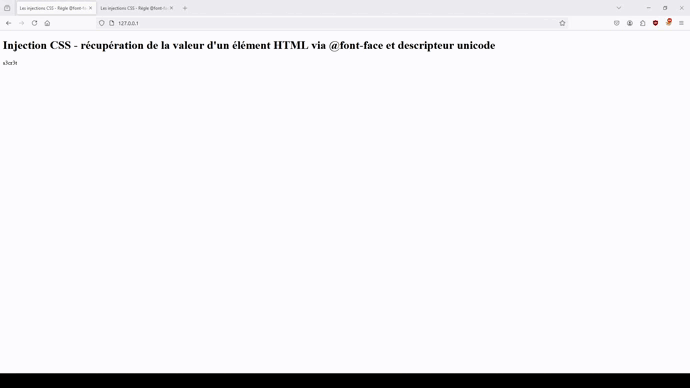 Les injections CSS - Règle @font-fa
Les injections CSS - Règle @font-fa
127.0.0.1
Injection CSS - récupération de la valeur d'un élément HTML via @font-face et descripteur unicode
s3cr3t